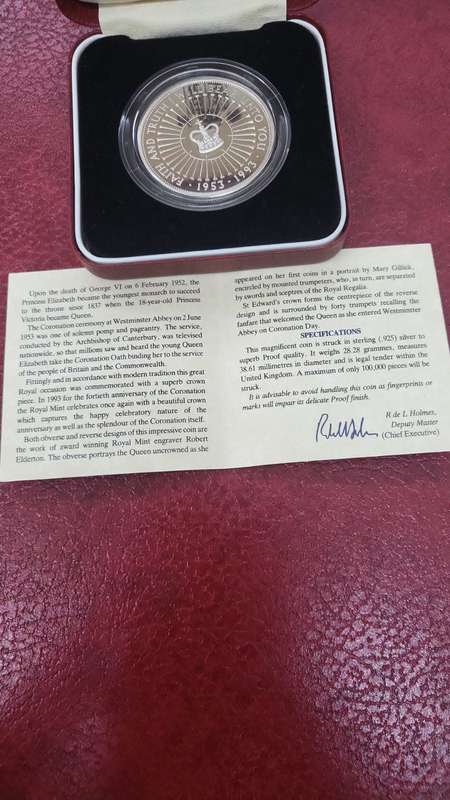 FAITH AND TRUTH I WILL BEAR UNTO YOU
· 1953 - 1993 ·
Upon the death of George VI on 6 February 1952, the
Princess Elizabeth became the youngest monarch to succeed
to the throne since 1837 when the 18-year-old Princess
Victoria became Queen.
The Coronation ceremony at Westminster Abbey on 2 June
1953 was one of solemn pomp and pageantry. The service,
conducted by the Archbishop of Canterbury, was televised
nationwide, so that millions saw and heard the young Queen
Elizabeth take the Coronation Oath binding her to the service
of the people of Britain and the Commonwealth.
Fittingly and in accordance with modern tradition this great
Royal occasion was commemorated with a superb crown
piece. In 1993 for the fortieth anniversary of the Coronation
the Royal Mint celebrates once again with a beautiful crown
which captures the happy celebratory nature of the
anniversary as well as the splendour of the Coronation itself.
Both obverse and reverse designs of this impressive coin are
the work of award winning Royal Mint engraver Robert
Elderton. The obverse portrays the Queen uncrowned as she
appeared on her first coins in a portrait by Mary Gillick,
encircled by mounted trumpeters, who, in turn, are separated
by swords and sceptres of the Royal Regalia.
St Edward's crown forms the centrepiece of the reverse
design and is surrounded by forty trumpets recalling the
fanfare that welcomed the Queen as she entered Westminster
Abbey on Coronation Day.
SPECIFICATIONS
This magnificent coin is struck in sterling (.925) silver to
superb Proof quality. It weighs 28.28 grammes, measures
38.61 millimetres in diameter and is legal tender within the
United Kingdom. A maximum of only 100,000 pieces will be
struck.
It is advisable to avoid handling this coin as fingerprints or
marks will impair its delicate Proof finish.
R de L Holmes,
Deputy Master
(Chief Executive)